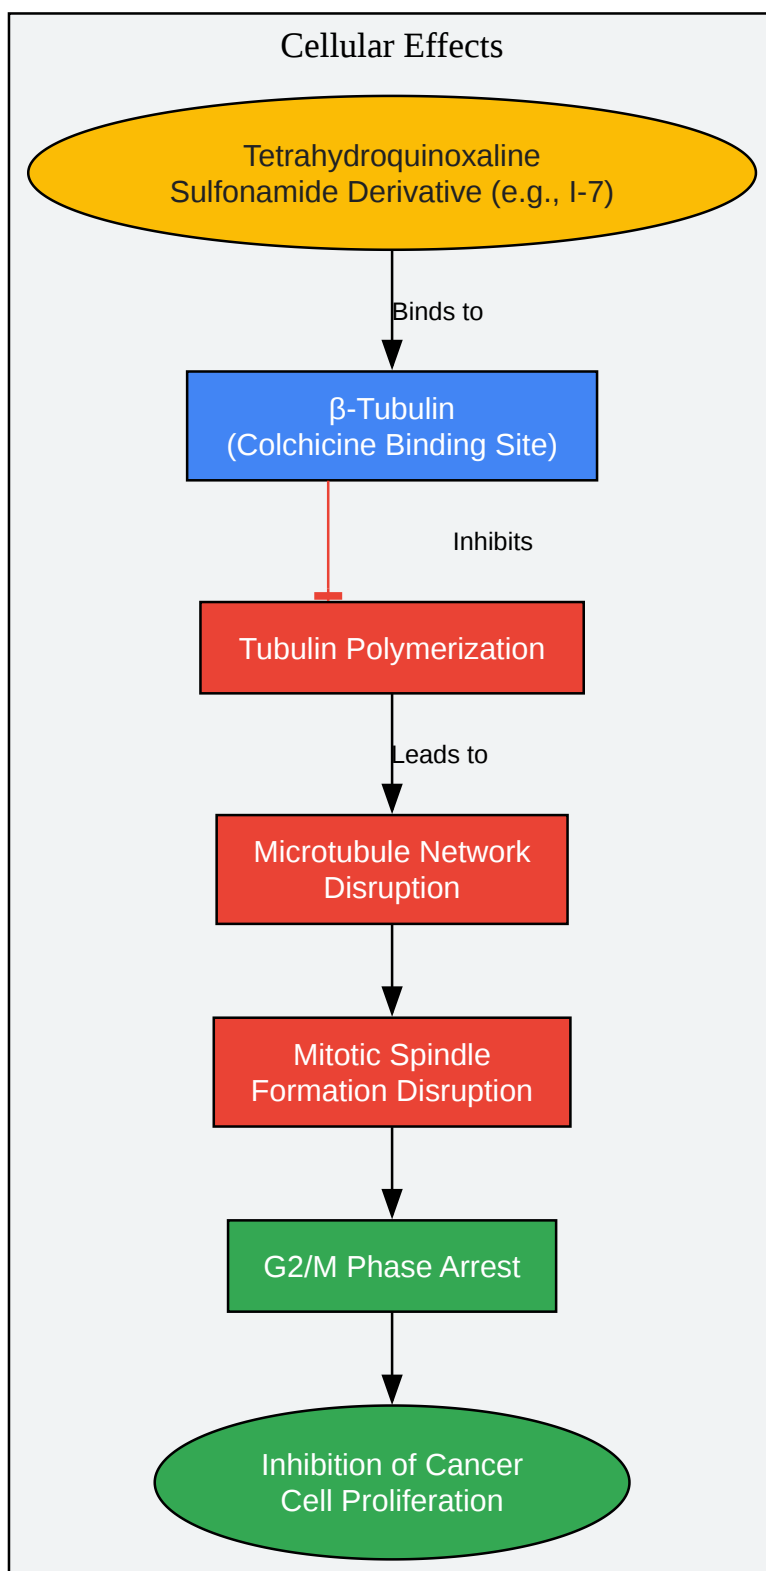 Cellular Effects
Tetrahydroquinoxaline
Sulfonamide Derivative (e.g., I-7)
Binds to
β-Tubulin
(Colchicine Binding Site)
Inhibits
Tubulin Polymerization
Leads to
Microtubule Network
Disruption
Mitotic Spindle
Formation Disruption
G2/M Phase Arrest
Inhibition of Cancer
Cell Proliferation